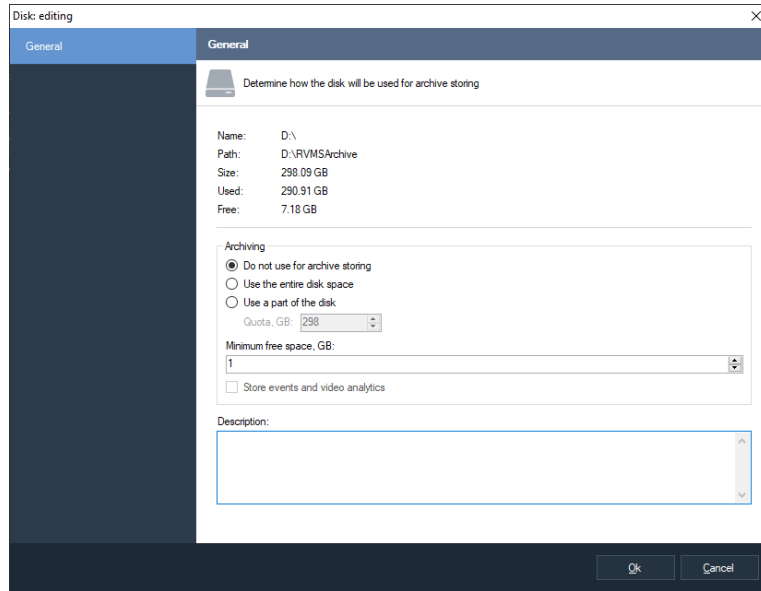 Disk: editing
General
General
Determine how the disk will be used for archive storing
Name: D:\
Path: D:\RVMSArchive
Size: 298.09 GB
Used: 290.91 GB
Free: 7.18 GB
Archiving
Do not use for archive storing
Use the entire disk space
Use a part of the disk
Quota, GB: 298
Minimum free space, GB:
1
Store events and video analytics
Description:
Ok Cancel